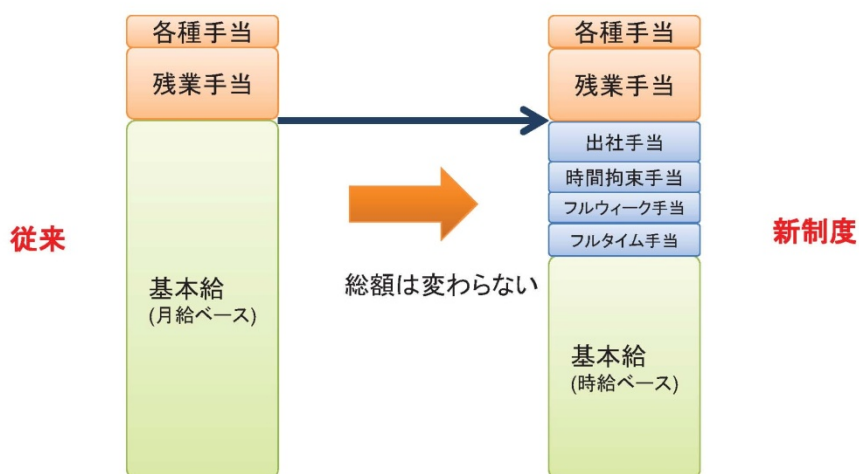 従来
各種手当
残業手当
基本給
(月給ベース)
総額は変わらない
各種手当
残業手当
出社手当
時間拘束手当
フルウィーク手当
フルタイム手当
基本給
(時給ベース)
新制度